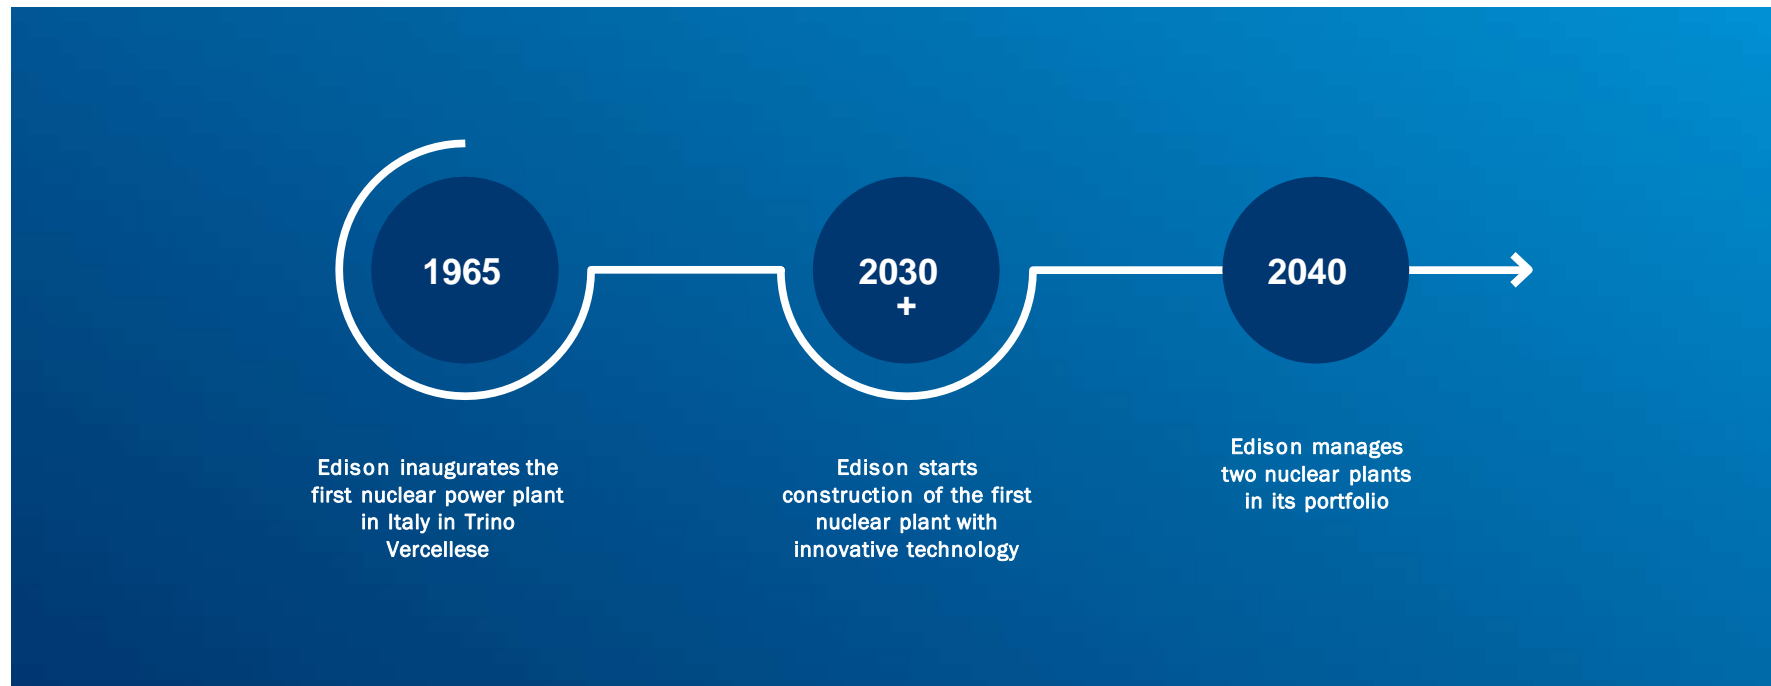 1965
Edison inaugurates the
first nuclear power plant
in Italy in Trino
Vercellese
2030
+
Edison starts
construction of the first
nuclear plant with
innovative technology
2040
Edison manages
two nuclear plants
in its portfolio